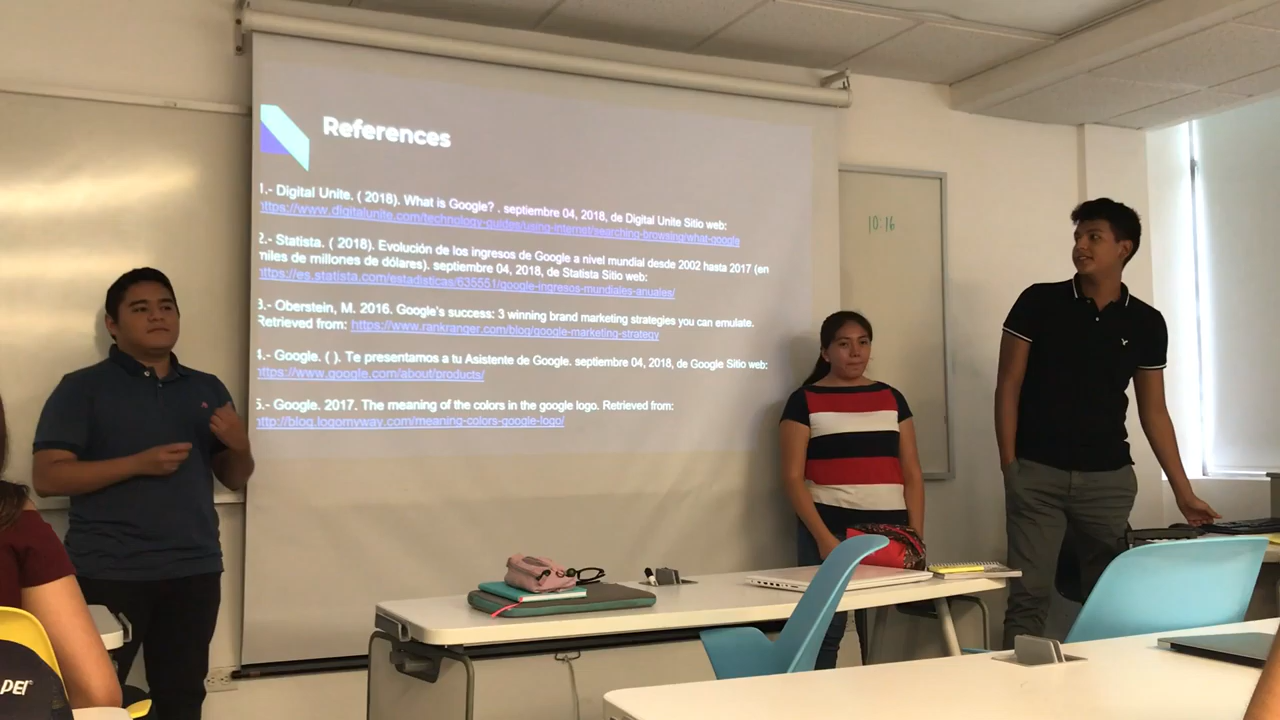 References
1.- Digital Unite. ( 2018). What is Google? . septiembre 04, 2018, de Digital Unite Sitio web:
https://www.digitalunite.com/technology-guides/using-internet/searching-browsing/what-google
2.- Statista. ( 2018). Evolución de los ingresos de Google a nivel mundial desde 2002 hasta 2017 (en
miles de millones de dólares). septiembre 04, 2018, de Statista Sitio web:
https://es.statista.com/estadisticas/635551/google-ingresos-mundiales-anuales/
3.- Oberstein, M. 2016. Google's success: 3 winning brand marketing strategies you can emulate.
Retrieved from: https://www.rankranger.com/blog/google-marketing-strategy
4.- Google. ( ). Te presentamos a tu Asistente de Google. septiembre 04, 2018, de Google Sitio web:
https://www.google.com/about/products/
5.- Google. 2017. The meaning of the colors in the google logo. Retrieved from:
http://blog.logomyway.com/meaning-colors-google-logo/
10:16